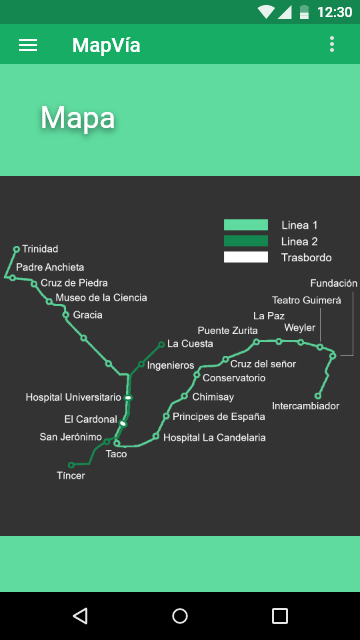 12:30
MapVía
Mapa
Linea 1
Linea 2
Trasbordo
Trinidad
Padre Anchieta
Cruz de Piedra
Museo de la Ciencia
Gracia
Fundación
Teatro Guimerá
La Paz
Weyler
Puente Zurita
La Cuesta
Ingenieros
Cruz del señor
Conservatorio
Hospital Universitario
Chimisay
Intercambiador
El Cardonal
Principes de España
San Jerónimo
Hospital La Candelaria
Taco
Tíncer